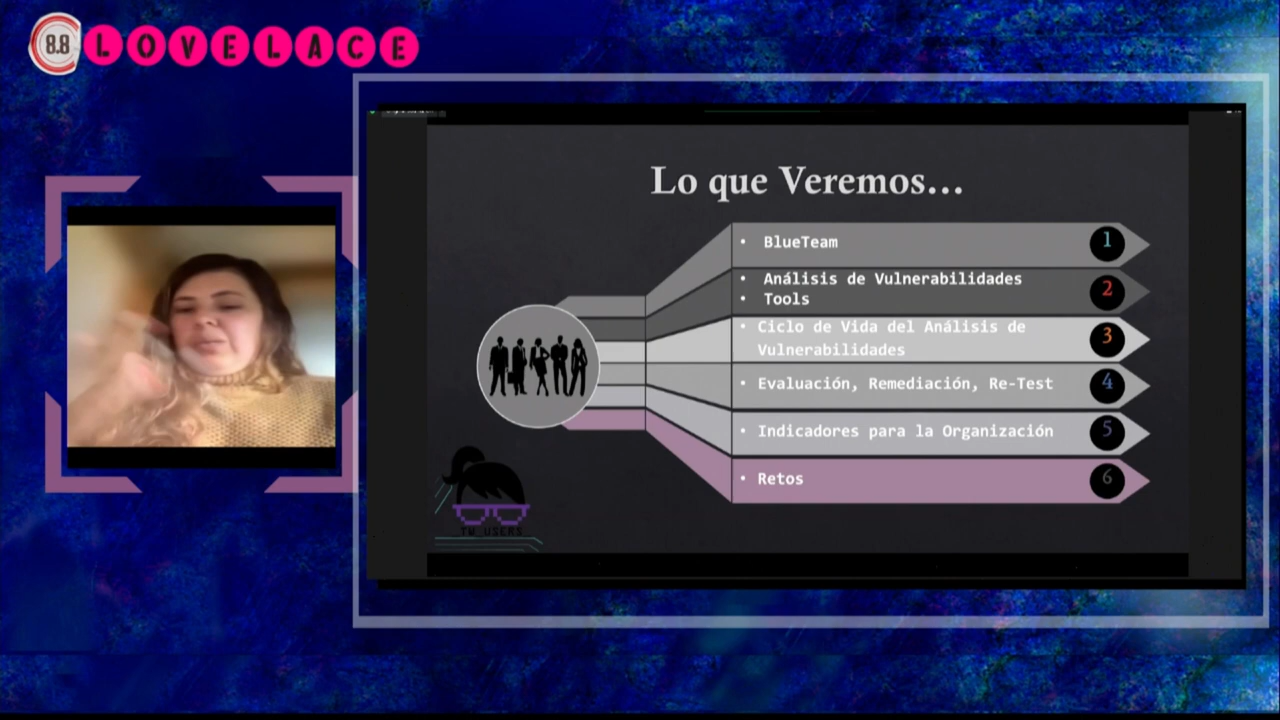 8.8 LOVELACE
Lo que Veremos...
• BlueTeam
1
• Análisis de Vulnerabilidades
• Tools
2
• Ciclo de Vida del Análisis de
Vulnerabilidades
3
• Evaluación, Remediación, Re-Test
4
• Indicadores para la Organización
5
• Retos
6
TW_USERS